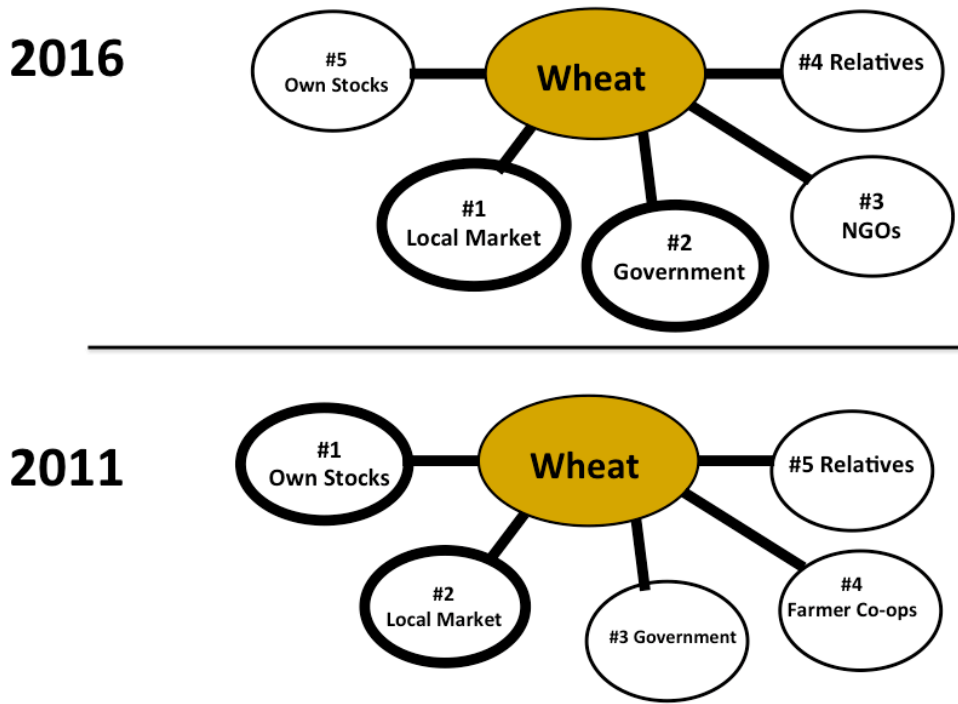 2016
#5
Own Stocks
Wheat
#4 Relatives
#1
Local Market
#2
Government
#3
NGOs
2011
#1
Own Stocks
Wheat
#5 Relatives
#2
Local Market
#3 Government
#4
Farmer Co-ops